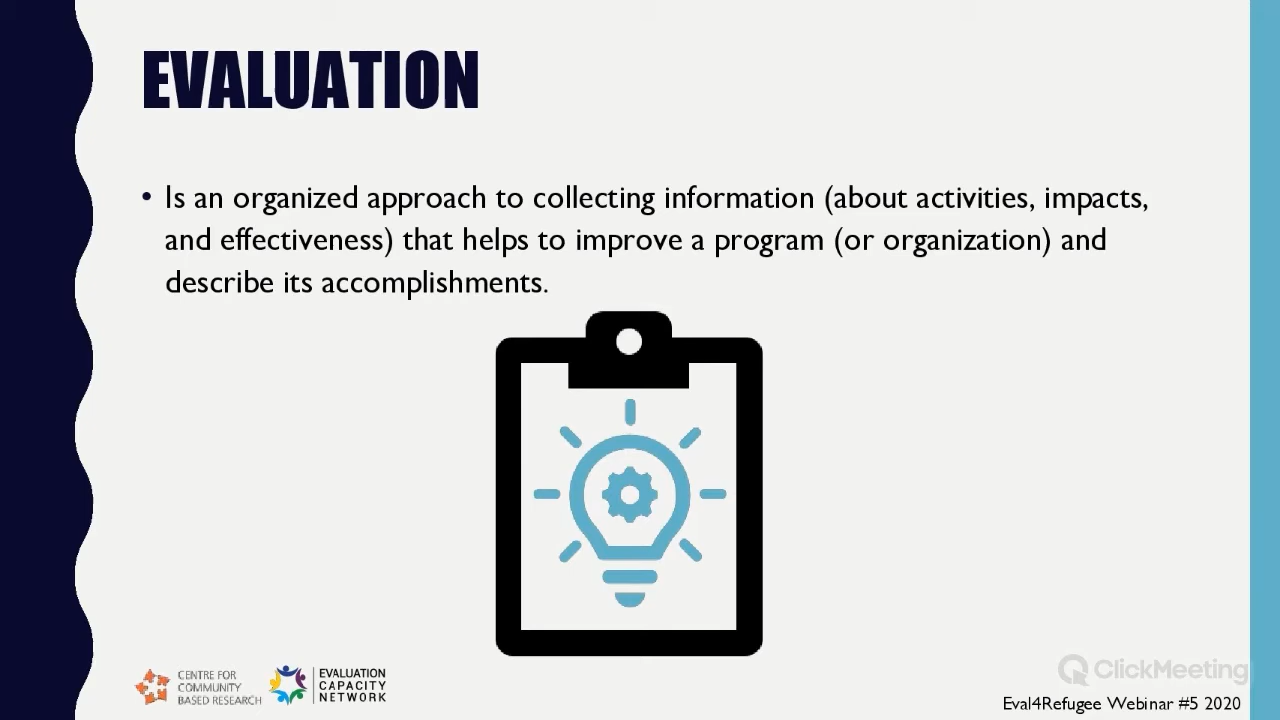 EVALUATION
• Is an organized approach to collecting information (about activities, impacts,
and effectiveness) that helps to improve a program (or organization) and
describe its accomplishments.
CENTRE FOR
COMMUNITY
BASED RESEARCH
EVALUATION
CAPACITY
NETWORK
ClickMeeting
Eval4Refugee Webinar #5 2020